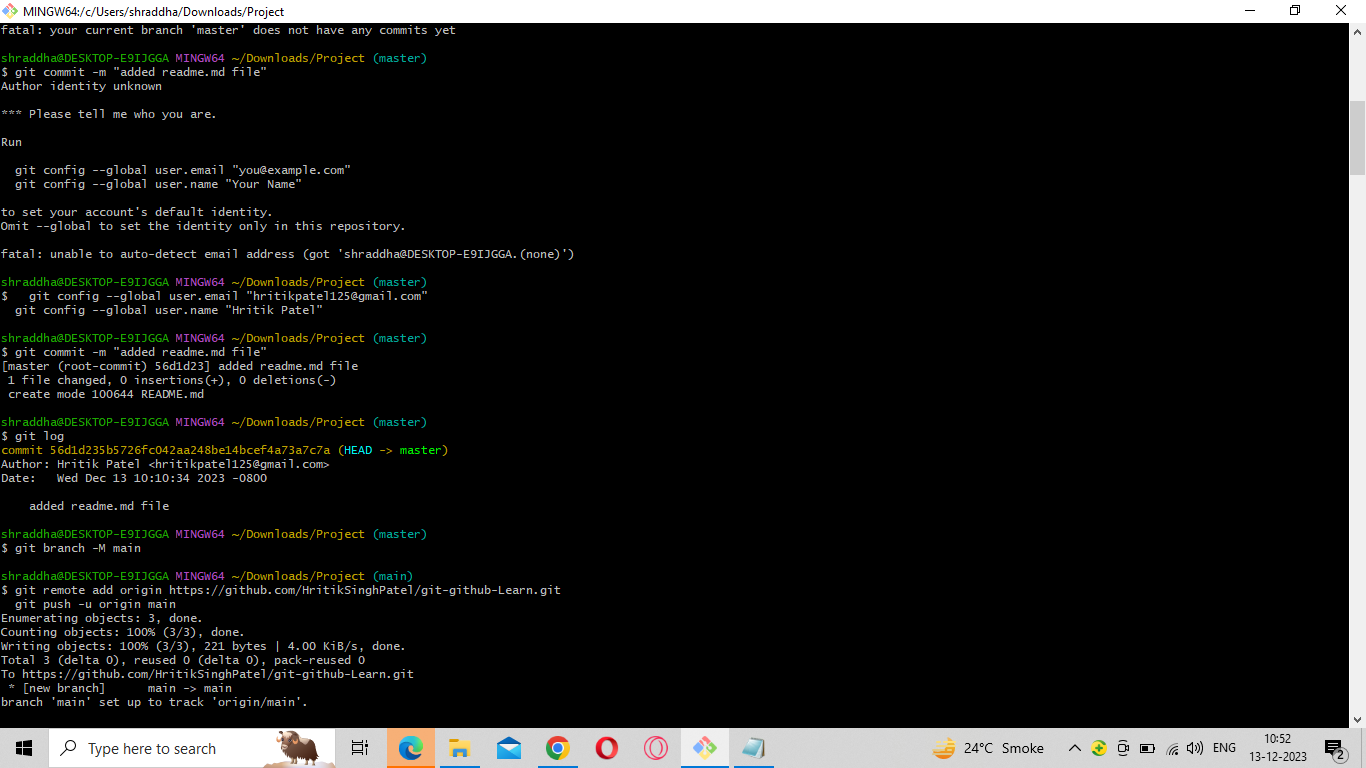 MINGW64:/c/Users/shraddha/Downloads/Project
fatal: your current branch 'master' does not have any commits yet
shraddha@DESKTOP-E9IJGGA MINGW64 ~/Downloads/Project (master)
$ git commit -m "added readme.md file"
Author identity unknown
*** Please tell me who you are.
Run
  git config --global user.email "you@example.com"
  git config --global user.name "Your Name"
to set your account's default identity.
Omit --global to set the identity only in this repository.
fatal: unable to auto-detect email address (got 'shraddha@DESKTOP-E9IJGGA.(none)')
shraddha@DESKTOP-E9IJGGA MINGW64 ~/Downloads/Project (master)
$   git config --global user.email "hritikpatel125@gmail.com"
  git config --global user.name "Hritik Patel"
shraddha@DESKTOP-E9IJGGA MINGW64 ~/Downloads/Project (master)
$ git commit -m "added readme.md file"
[master (root-commit) 56d1d23] added readme.md file
 1 file changed, 0 insertions(+), 0 deletions(-)
 create mode 100644 README.md
shraddha@DESKTOP-E9IJGGA MINGW64 ~/Downloads/Project (master)
$ git log
commit 56d1d235b5726fc042aa248be14bcef4a73a7c7a (HEAD -> master)
Author: Hritik Patel <hritikpatel125@gmail.com>
Date:   Wed Dec 13 10:10:34 2023 -0800
    added readme.md file
shraddha@DESKTOP-E9IJGGA MINGW64 ~/Downloads/Project (master)
$ git branch -M main
shraddha@DESKTOP-E9IJGGA MINGW64 ~/Downloads/Project (main)
$ git remote add origin https://github.com/HritikSinghPatel/git-github-Learn.git
  git push -u origin main
Enumerating objects: 3, done.
Counting objects: 100% (3/3), done.
Writing objects: 100% (3/3), 221 bytes | 4.00 KiB/s, done.
Total 3 (delta 0), reused 0 (delta 0), pack-reused 0
To https://github.com/HritikSinghPatel/git-github-Learn.git
 * [new branch]      main -> main
branch 'main' set up to track 'origin/main'.
Type here to search
24°C Smoke
ENG
10:52
13-12-2023
2